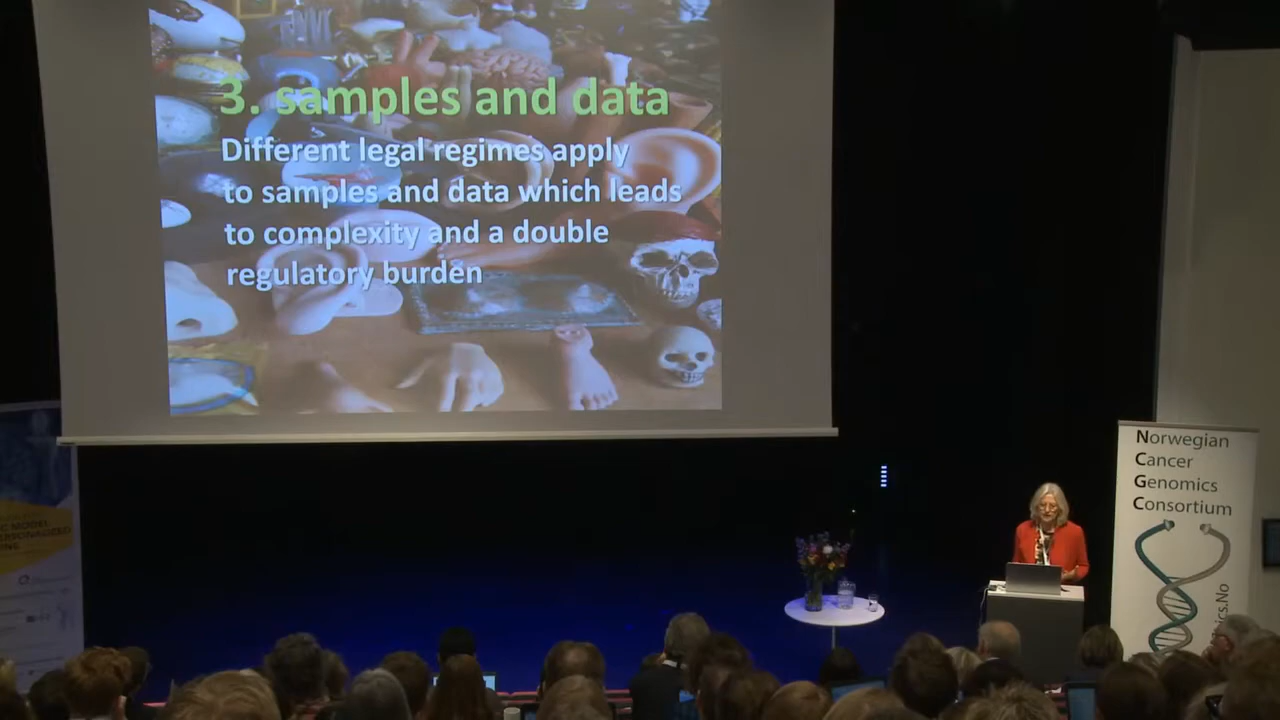 3. samples and data
Different legal regimes apply
to samples and data which leads
to complexity and a double
regulatory burden
Norwegian
Cancer
Genomics
Consortium